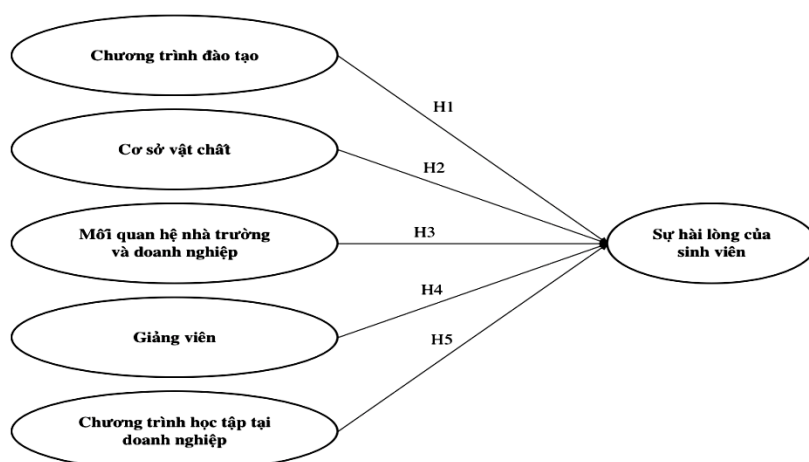 Chương trình đào tạo
H1
Cơ sở vật chất
H2
Mối quan hệ nhà trường
và doanh nghiệp
H3
Sự hài lòng của
sinh viên
H4
Giảng viên
H5
Chương trình học tập tại
doanh nghiệp